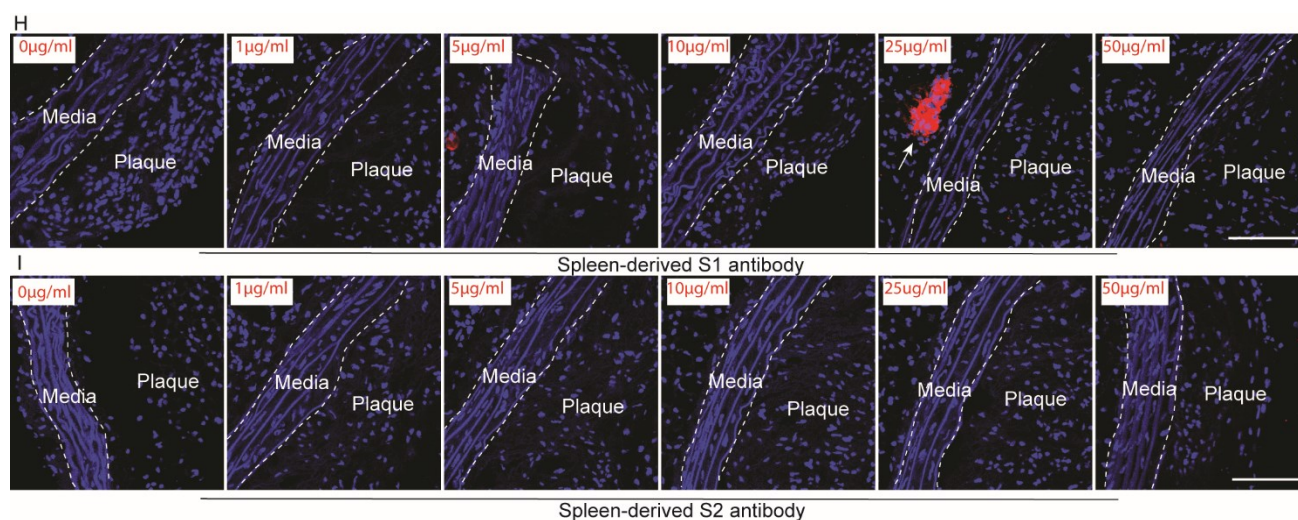 H
0µg/ml 1µg/ml 5µg/ml 10µg/ml 25µg/ml 50µg/ml
Media Plaque Media Plaque Media Plaque Media Plaque Media Plaque Media Plaque
Spleen-derived S1 antibody
I
0µg/ml 1µg/ml 5µg/ml 10µg/ml 25ug/ml 50µg/ml
Media Plaque Media Plaque Media Plaque Media Plaque Media Plaque Media Plaque
Spleen-derived S2 antibody